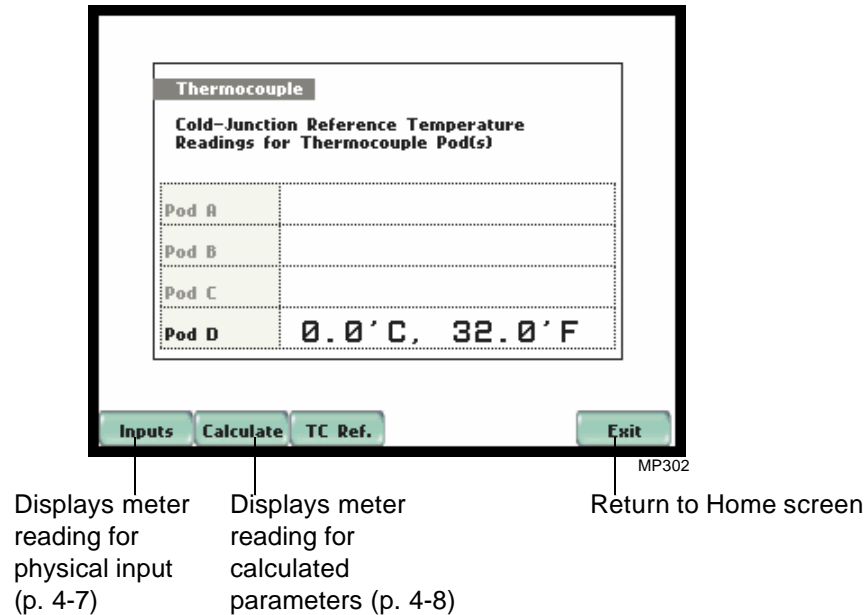 Thermocouple
Cold-Junction Reference Temperature
Readings for Thermocouple Pod(s)
Pod A
Pod B
Pod C
Pod D 0.0'C, 32.0'F
Inputs Calculate TC Ref. Exit
MP302
Displays meter
reading for
physical input
(p. 4-7)
Displays meter
reading for
calculated
parameters (p. 4-8)
Return to Home screen